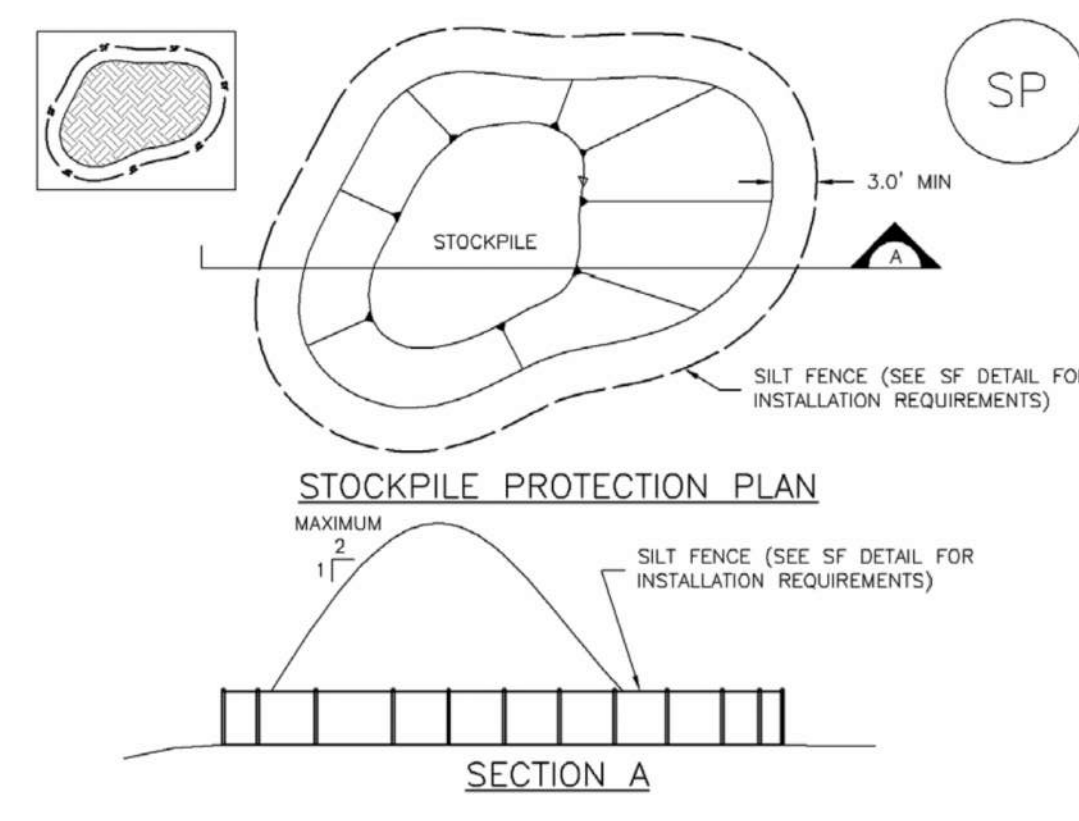 SP
3.0' MIN
STOCKPILE
A
SILT FENCE (SEE SF DETAIL FO
INSTALLATION REQUIREMENTS)
STOCKPILE PROTECTION PLAN
MAXIMUM
2
1
SILT FENCE (SEE SF DETAIL FOR
INSTALLATION REQUIREMENTS)
SECTION A